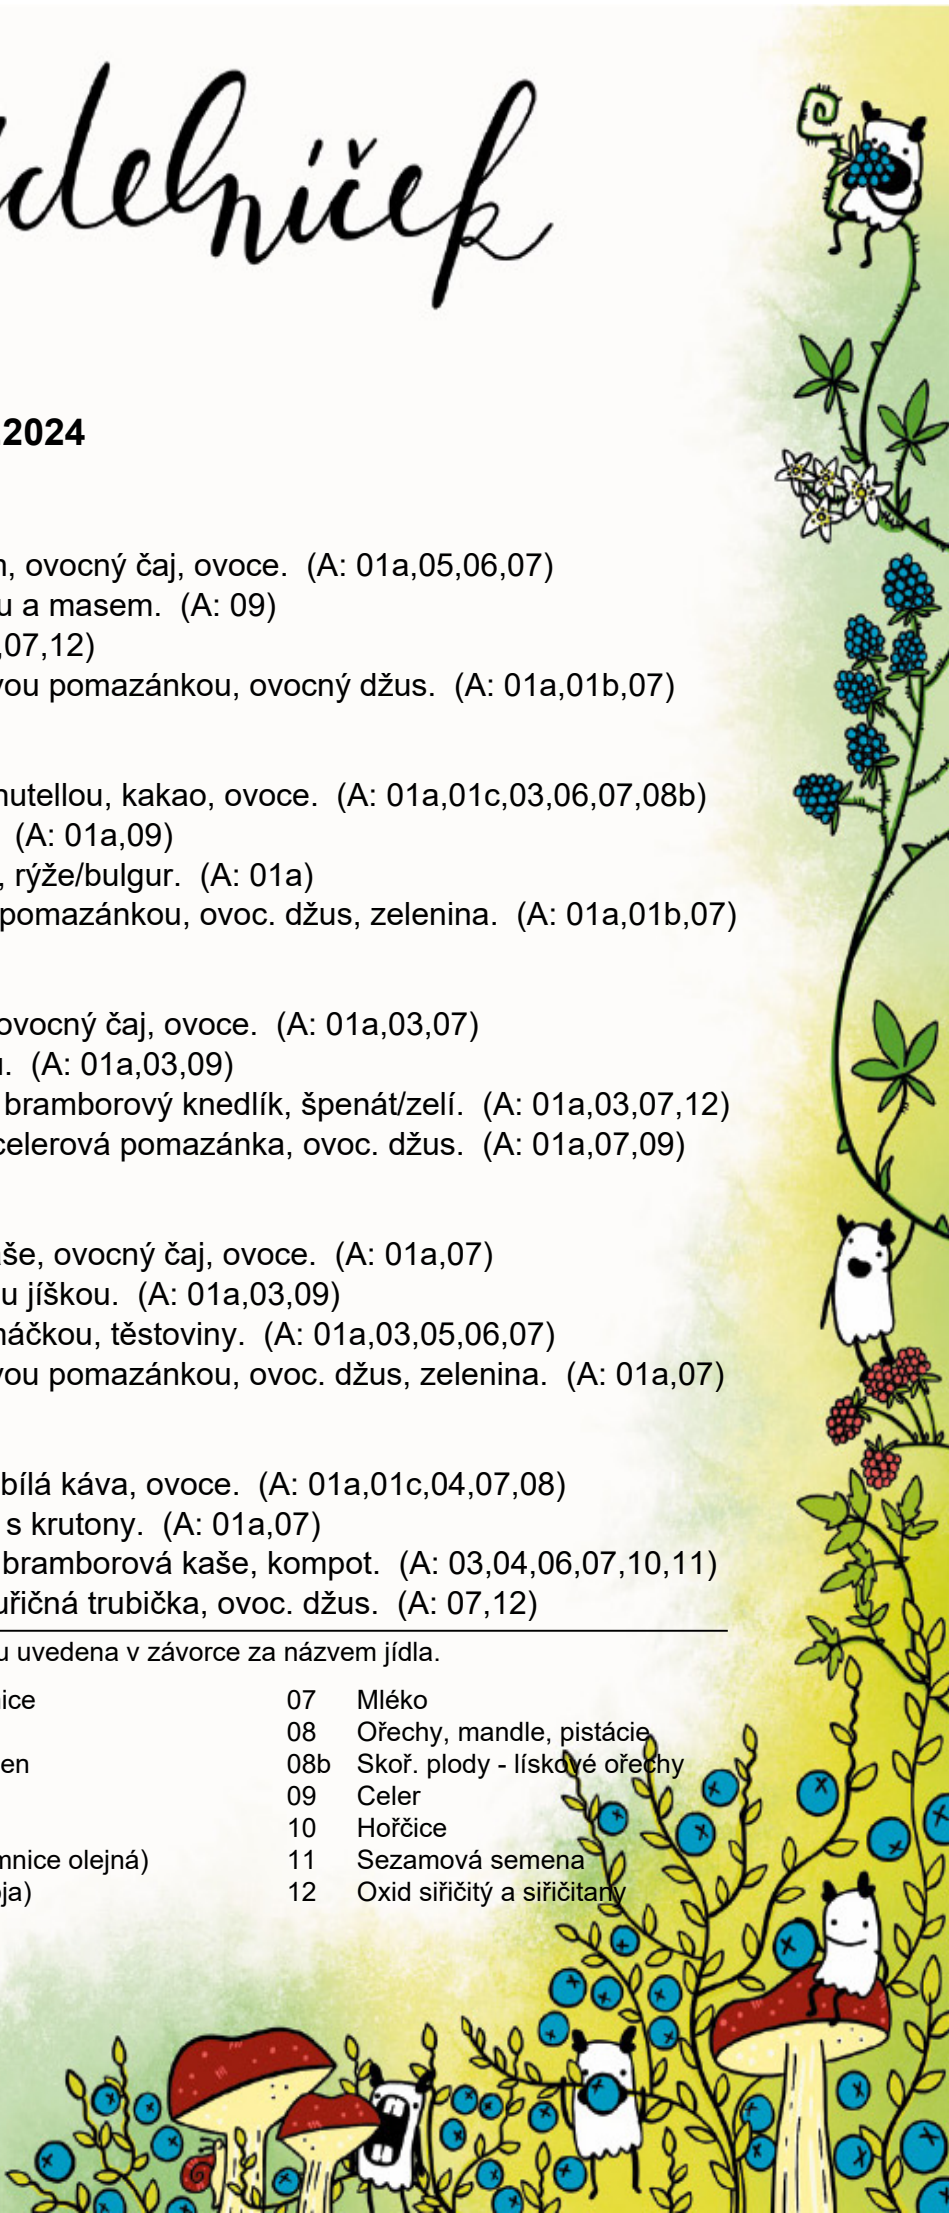 delníček
.2024
, ovocný čaj, ovoce. (A: 01a,05,06,07)
u a masem. (A: 09)
,07,12)
vou pomazánkou, ovocný džus. (A: 01a,01b,07)
nutellou, kakao, ovoce. (A: 01a,01c,03,06,07,08b)
(A: 01a,09)
, rýže/bulgur. (A: 01a)
pomazánkou, ovoc. džus, zelenina. (A: 01a,01b,07)
ovocný čaj, ovoce. (A: 01a,03,07)
. (A: 01a,03,09)
bramborový knedlík, špenát/zelí. (A: 01a,03,07,12)
celerová pomazánka, ovoc. džus. (A: 01a,07,09)
aše, ovocný čaj, ovoce. (A: 01a,07)
u jíškou. (A: 01a,03,09)
náčkou, těstoviny. (A: 01a,03,05,06,07)
vou pomazánkou, ovoc. džus, zelenina. (A: 01a,07)
bílá káva, ovoce. (A: 01a,01c,04,07,08)
s krutony. (A: 01a,07)
bramborová kaše, kompot. (A: 03,04,06,07,10,11)
uřičná trubička, ovoc. džus. (A: 07,12)
u uvedena v závorce za názvem jídla.
nice 07 Mléko
08 Ořechy, mandle, pistácie
en 08b Skoř. plody - lískové ořechy
09 Celer
10 Hořčice
mnice olejná) 11 Sezamová semena
ja) 12 Oxid siřičitý a siřičitany